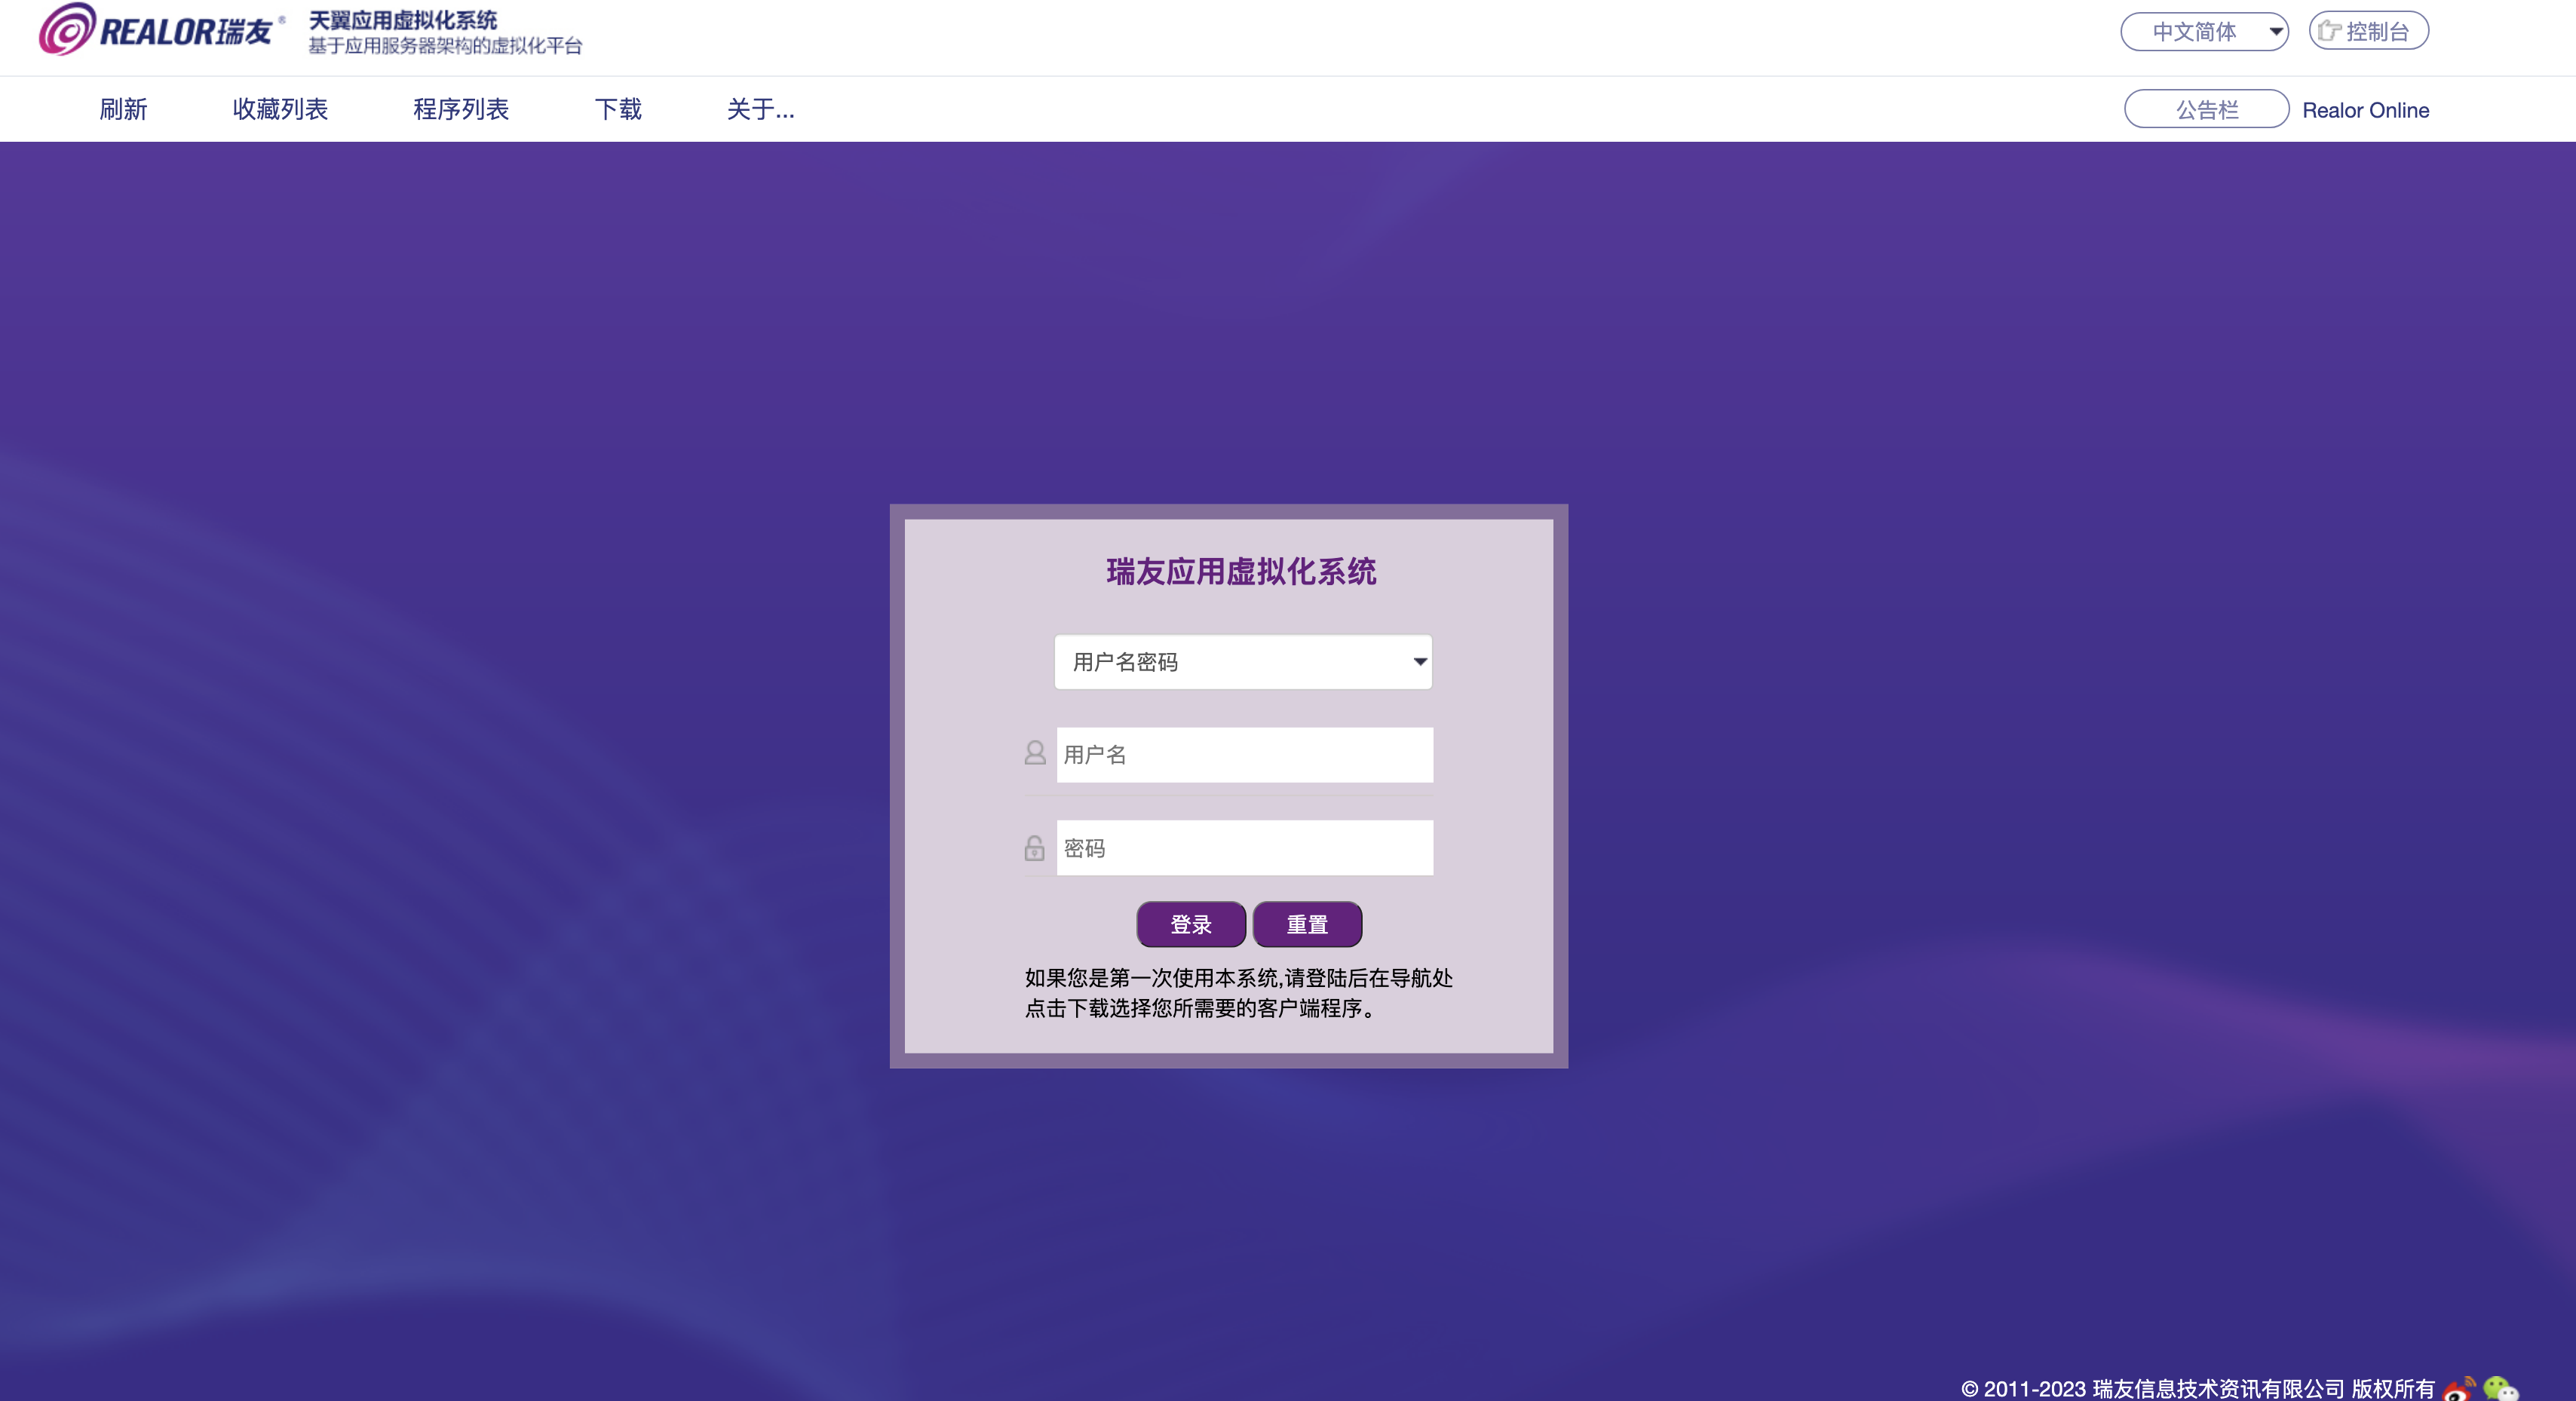 REALOR瑞友®
天翼应用虚拟化系统
基于应用服务器架构的虚拟化平台
中文简体
控制台
刷新 收藏列表 程序列表 下载 关于...
公告栏 Realor Online
瑞友应用虚拟化系统
用户名密码
用户名
密码
登录 重置
如果您是第一次使用本系统,请登陆后在导航处
点击下载选择您所需要的客户端程序。
© 2011-2023 瑞友信息技术资讯有限公司 版权所有